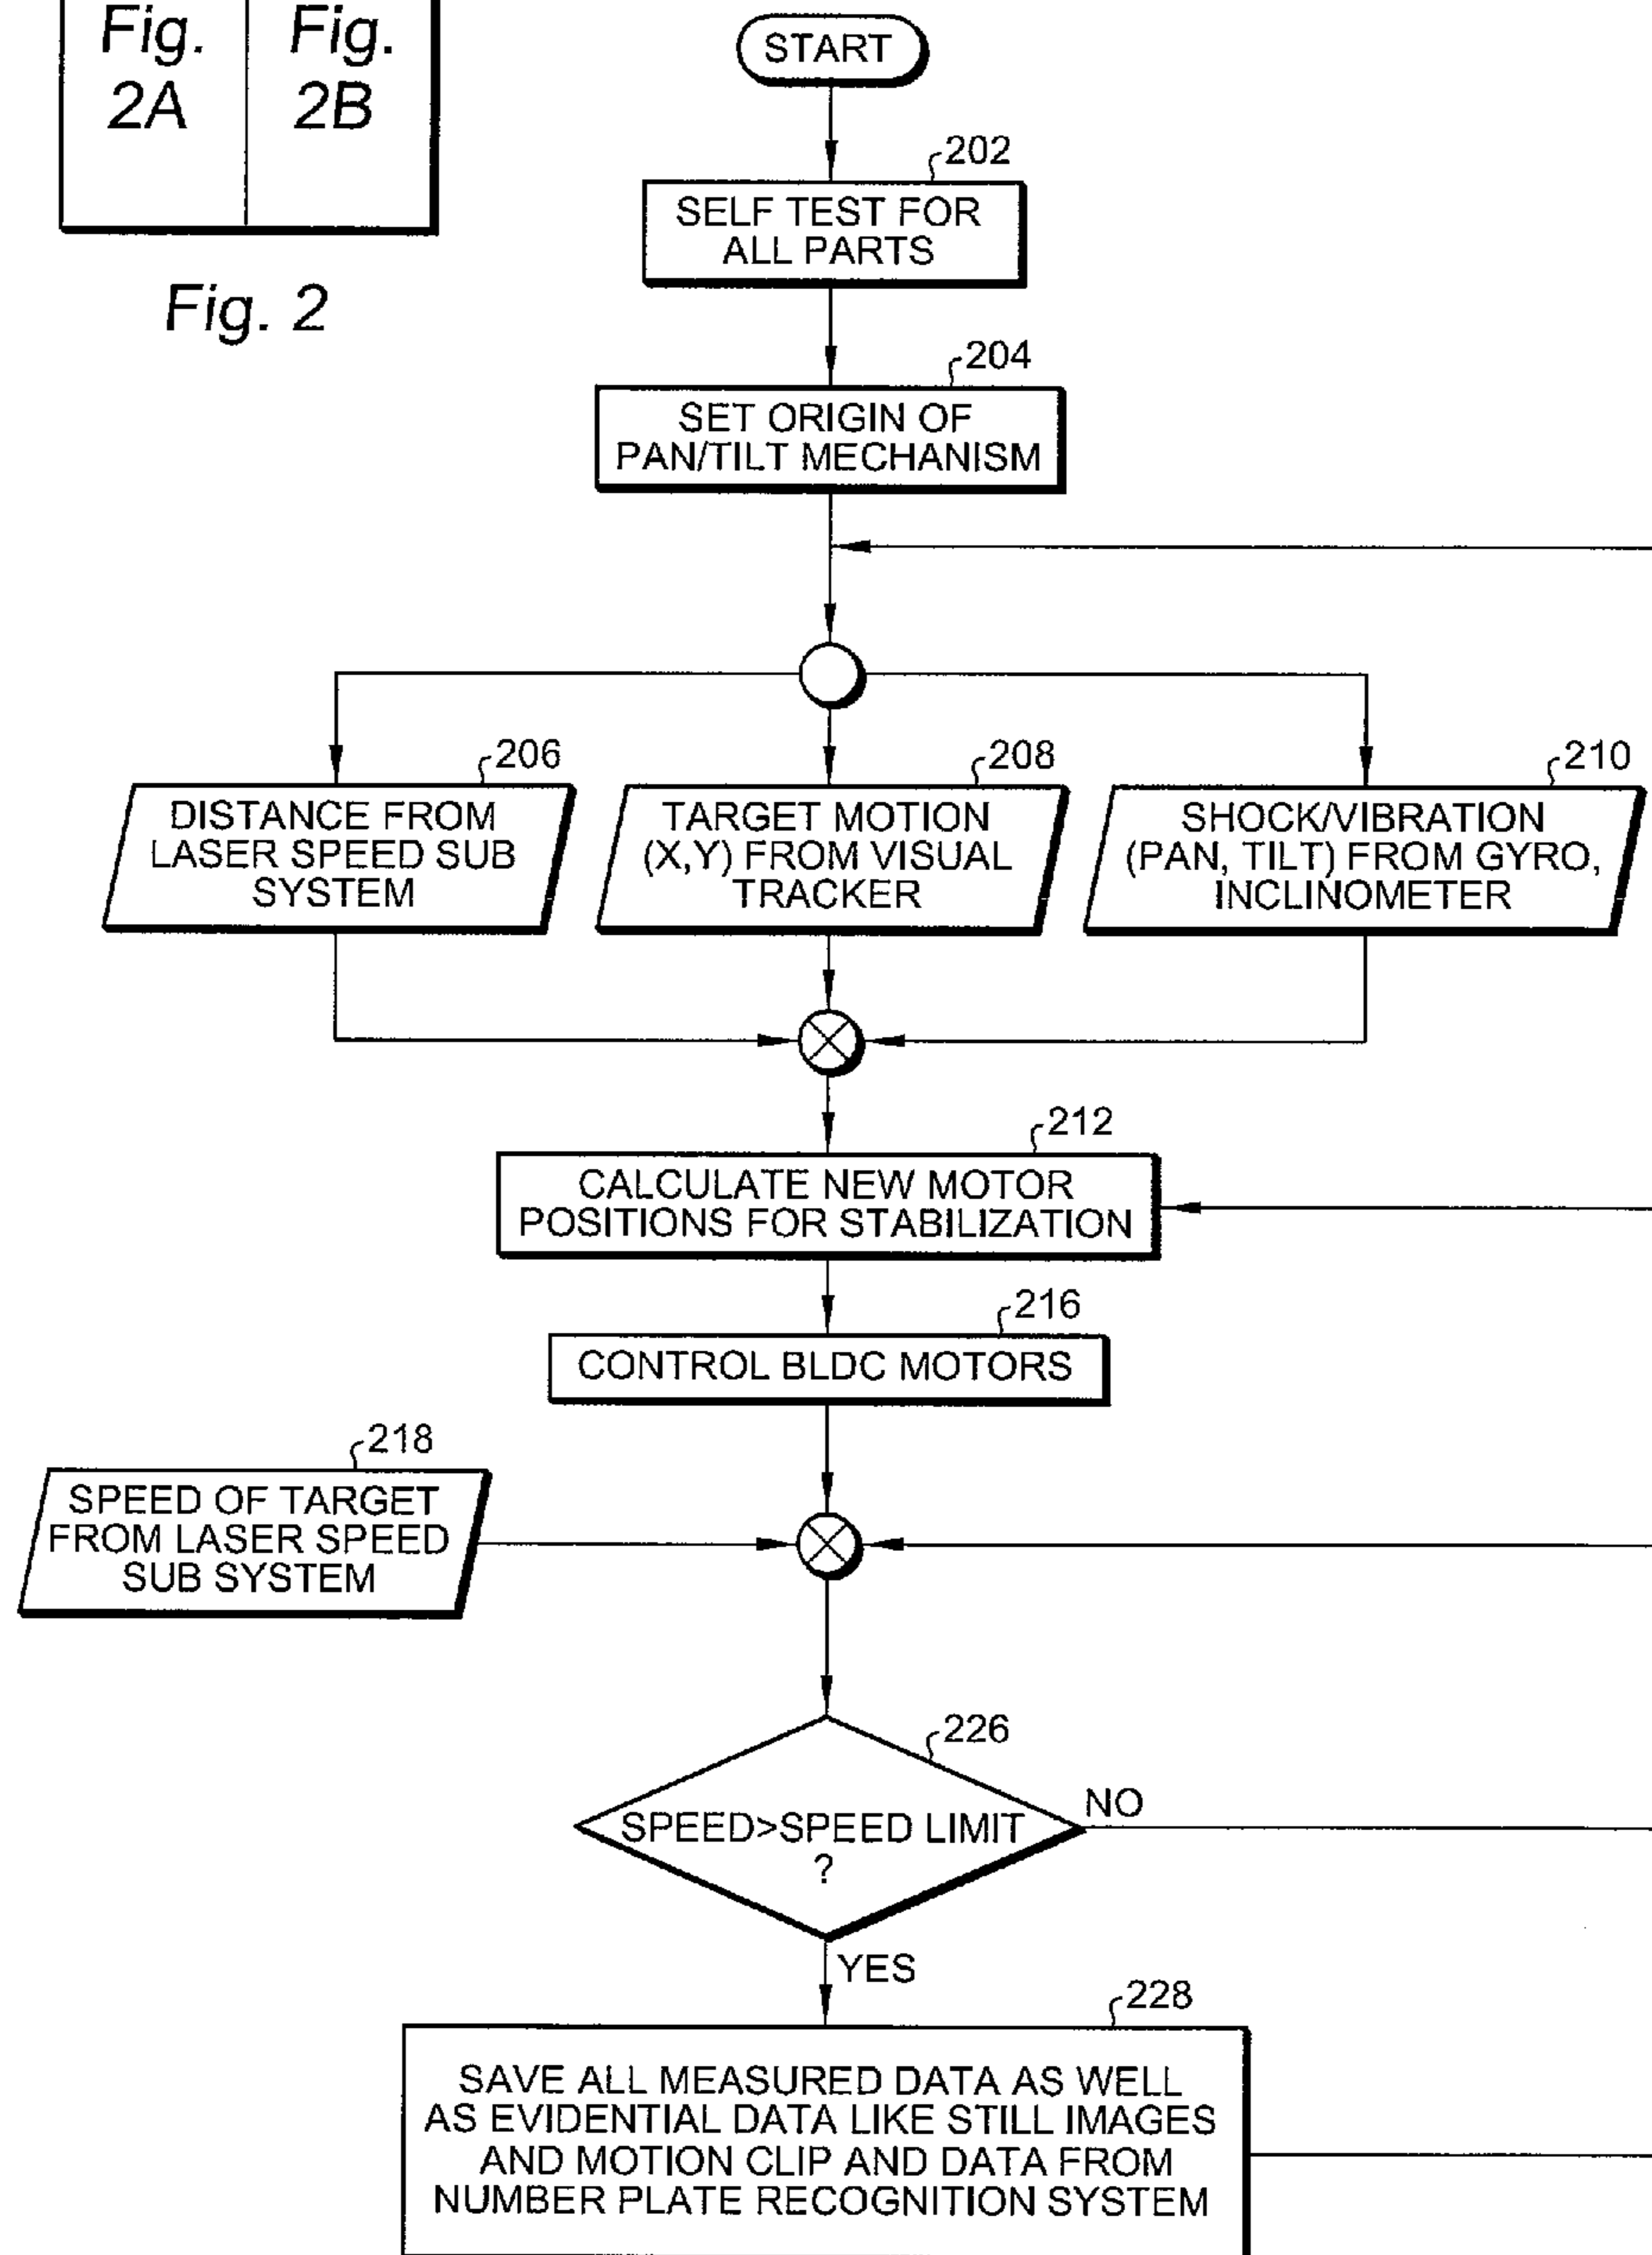 Fig.
2A
Fig.
2B
Fig. 2
START
202
SELF TEST FOR
ALL PARTS
204
SET ORIGIN OF
PAN/TILT MECHANISM
206
DISTANCE FROM
LASER SPEED SUB
SYSTEM
208
TARGET MOTION
(X,Y) FROM VISUAL
TRACKER
210
SHOCK/VIBRATION
(PAN, TILT) FROM GYRO,
INCLINOMETER
212
CALCULATE NEW MOTOR
POSITIONS FOR STABILIZATION
216
CONTROL BLDC MOTORS
218
SPEED OF TARGET
FROM LASER SPEED
SUB SYSTEM
226
SPEED>SPEED LIMIT
?
NO
YES
228
SAVE ALL MEASURED DATA AS WELL
AS EVIDENTIAL DATA LIKE STILL IMAGES
AND MOTION CLIP AND DATA FROM
NUMBER PLATE RECOGNITION SYSTEM